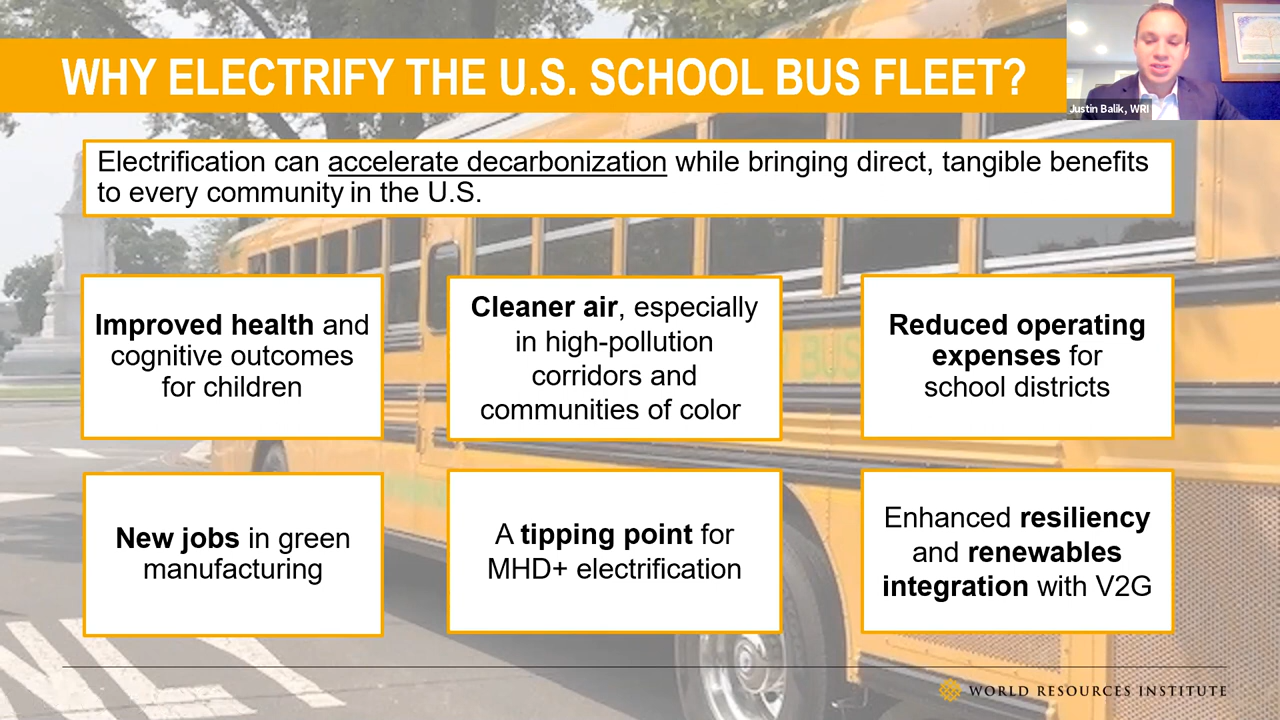 WHY ELECTRIFY THE U.S. SCHOOL BUS FLEET?
Justin Balik, WRI
Electrification can accelerate decarbonization while bringing direct, tangible benefits
to every community in the U.S.
Improved health and
cognitive outcomes
for children
Cleaner air, especially
in high-pollution
corridors and
communities of color
Reduced operating
expenses for
school districts
New jobs in green
manufacturing
A tipping point for
MHD+ electrification
Enhanced resiliency
and renewables
integration with V2G
BUS
NLY
WORLD RESOURCES INSTITUTE